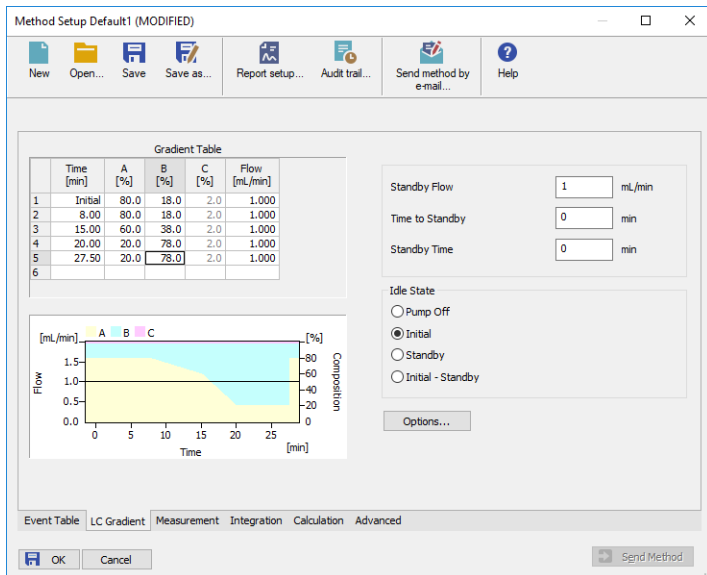 Method Setup Default1 (MODIFIED)
New Open... Save Save as... Report setup... Audit trail... Send method by e-mail... Help
Gradient Table
Time [min] A [%] B [%] C [%] Flow [mL/min]
1 Initial 80.0 18.0 2.0 1.000
2 8.00 80.0 18.0 2.0 1.000
3 15.00 60.0 38.0 2.0 1.000
4 20.00 20.0 78.0 2.0 1.000
5 27.50 20.0 78.0 2.0 1.000
6
Standby Flow 1 mL/min
Time to Standby 0 min
Standby Time 0 min
Idle State
Pump Off
Initial
Standby
Initial - Standby
Options...
[mL/min] A B C [%]
1.5 80
1.0 60
0.5 40
0.0 20
0
Flow
Composition
0 5 10 15 20 25
Time [min]
Event Table LC Gradient Measurement Integration Calculation Advanced
OK Cancel Send Method